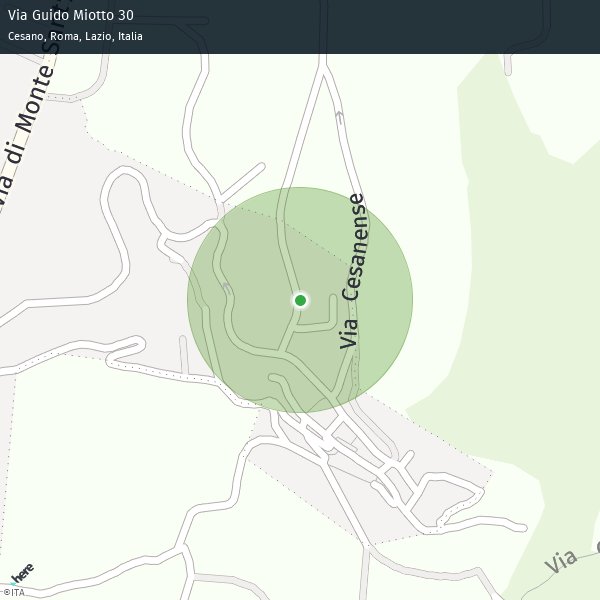 Via Guido Miotto 30
Cesano, Roma, Lazio, Italia
Via di Monte
Via Cesanense
Via
here
©ITA